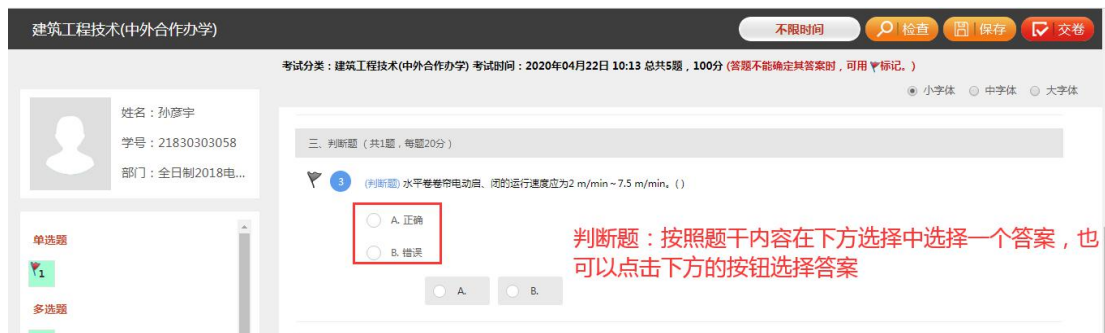 建筑工程技术(中外合作办学)
不限时间
检查
保存
交卷
考试分类：建筑工程技术(中外合作办学) 考试时间：2020年04月22日 10:13 总共5题，100分 (答题不能确定其答案时，可用 标记。)
小字体 中字体 大字体
姓名：孙彦宇
学号：21830303058
部门：全日制2018电...
三、判断题（共1题，每题20分）
3 (判断题) 水平卷卷帘电动启、闭的运行速度应为2 m/min～7.5 m/min。( )
A. 正确
B. 错误
A. B.
判断题：按照题干内容在下方选择中选择一个答案，也
可以点击下方的按钮选择答案
单选题
1
多选题